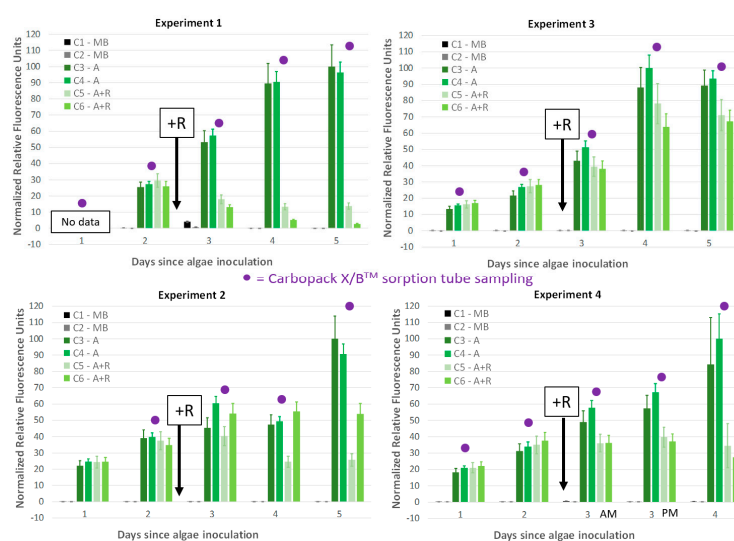 Experiment 1
Normalized Relative Fluorescence Units
120
110
100
90
80
70
60
50
40
30
20
10
0
-10
C1 - MB
C2 - MB
C3 - A
C4 - A
C5 - A+R
C6 - A+R
+R
No data
1 2 3 4 5
Days since algae inoculation
Experiment 3
Normalized Relative Fluorescence Units
120
110
100
90
80
70
60
50
40
30
20
10
0
-10
C1 - MB
C2 - MB
C3 - A
C4 - A
C5 - A+R
C6 - A+R
+R
1 2 3 4 5
Days since algae inoculation
= Carbopack X/B™ sorption tube sampling
Experiment 2
Normalized Relative Fluorescence Units
120
110
100
90
80
70
60
50
40
30
20
10
0
-10
C1 - MB
C2 - MB
C3 - A
C4 - A
C5 - A+R
C6 - A+R
+R
1 2 3 4 5
Days since algae inoculation
Experiment 4
Normalized Relative Fluorescence Units
120
110
100
90
80
70
60
50
40
30
20
10
0
-10
C1 - MB
C2 - MB
C3 - A
C4 - A
C5 - A+R
C6 - A+R
+R
1 2 3 AM 3 PM 4
Days since algae inoculation